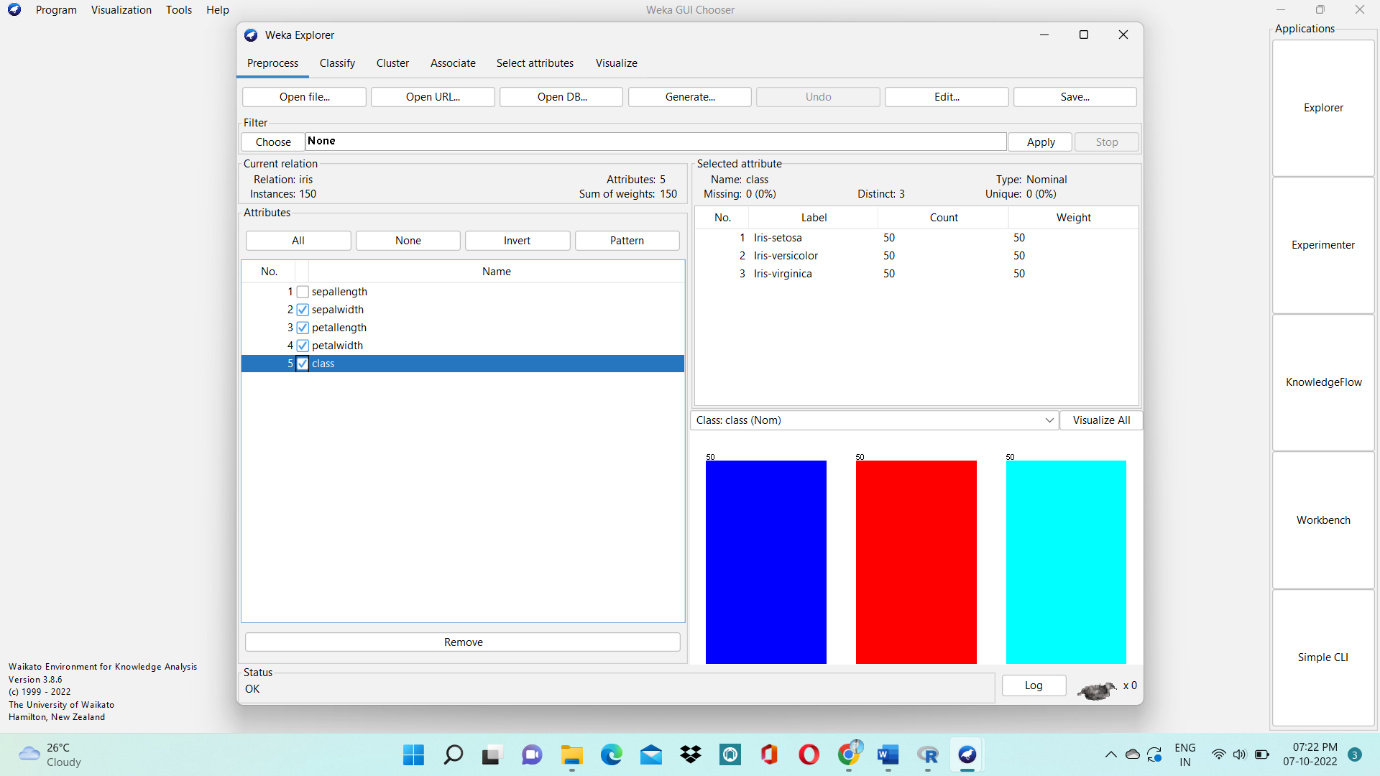 Program Visualization Tools Help
Weka GUI Chooser
Applications
Explorer
Experimenter
KnowledgeFlow
Workbench
Simple CLI
Weka Explorer
Preprocess Classify Cluster Associate Select attributes Visualize
Open file... Open URL... Open DB... Generate... Undo Edit... Save...
Filter
Choose None Apply Stop
Current relation
Relation: iris Attributes: 5
Instances: 150 Sum of weights: 150
Attributes
All None Invert Pattern
No. Name
1 sepallength
2 sepalwidth
3 petallength
4 petalwidth
5 class
Remove
Selected attribute
Name: class Type: Nominal
Missing: 0 (0%) Distinct: 3 Unique: 0 (0%)
No. Label Count Weight
1 Iris-setosa 50 50
2 Iris-versicolor 50 50
3 Iris-virginica 50 50
Class: class (Nom) Visualize All
50 50 50
Status
OK
Log x 0
Waikato Environment for Knowledge Analysis
Version 3.8.6
(c) 1999 - 2022
The University of Waikato
Hamilton, New Zealand
26°C
Cloudy
ENG
IN
07:22 PM
07-10-2022
3